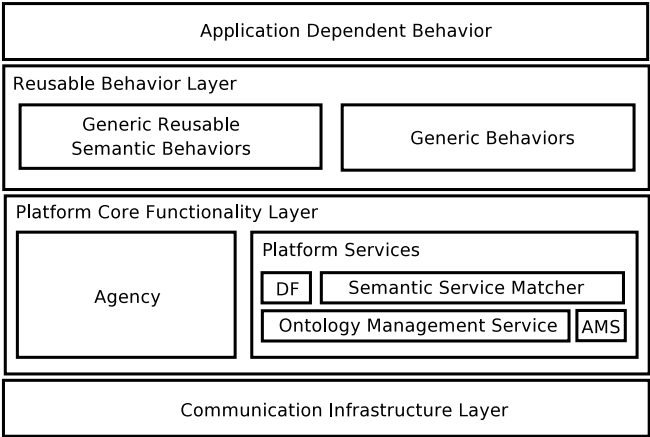 Application Dependent Behavior
Reusable Behavior Layer
Generic Reusable
Semantic Behaviors
Generic Behaviors
Platform Core Functionality Layer
Agency
Platform Services
DF
Semantic Service Matcher
Ontology Management Service
AMS
Communication Infrastructure Layer